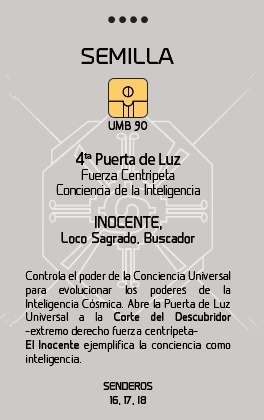 SEMILLA
UMB 90
4ta Puerta de Luz
Fuerza Centripeta
Conciencia de la Inteligencia
INOCENTE,
Loco Sagrado, Buscador
Controla el poder de la Conciencia Universal
para evolucionar los poderes de la
Inteligencia Cósmica. Abre la Puerta de Luz
Universal a la Corte del Descubridor
-extremo derecho fuerza centrípeta-
El Inocente ejemplifica la conciencia como
inteligencia.
SENDEROS
16, 17, 18